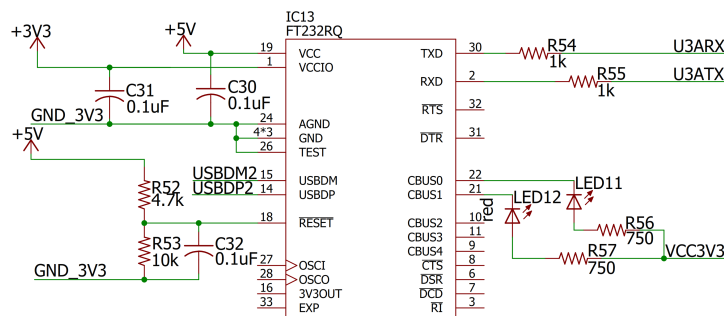 IC13
FT232RQ
+3V3
+5V
19 VCC
1 VCCIO
C31
0.1uF
C30
0.1uF
GND_3V3
24 AGND
4*3 GND
26 TEST
+5V
USBDM2 15 USBDM
USBDP2 14 USBDP
R52
4.7k
18 RESET
R53
10k
C32
0.1uF
GND_3V3
27 OSCI
28 OSCO
16 3V3OUT
33 EXP
TXD 30 R54 1k U3ARX
RXD 2 R55 1k U3ATX
RTS 32
DTR 31
CBUS0 22
CBUS1 21
CBUS2 10
CBUS3 11
CBUS4 9
CTS 8
DSR 6
DCD 7
RI 3
red
LED12
LED11
R56
750
R57
750
VCC3V3